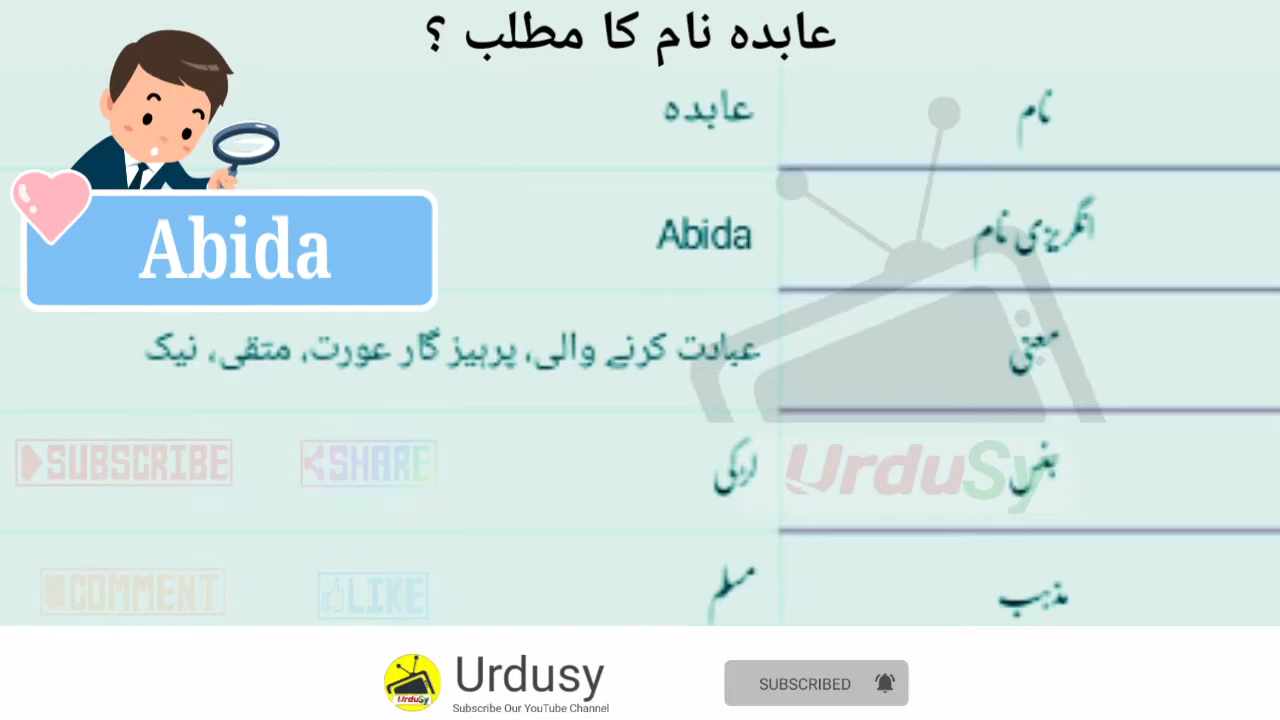 عابدہ نام کا مطلب ؟
نام عابدہ
انگریزی نام Abida
Abida
معنی عبادت کرنے والی، پرہیز گار عورت، متقی، نیک
جنس لڑکی
UrduSy
SUBSCRIBE SHARE
مذہب مسلم
COMMENT LIKE
UrduSy
Urdusy
Subscribe Our YouTube Channel
SUBSCRIBED